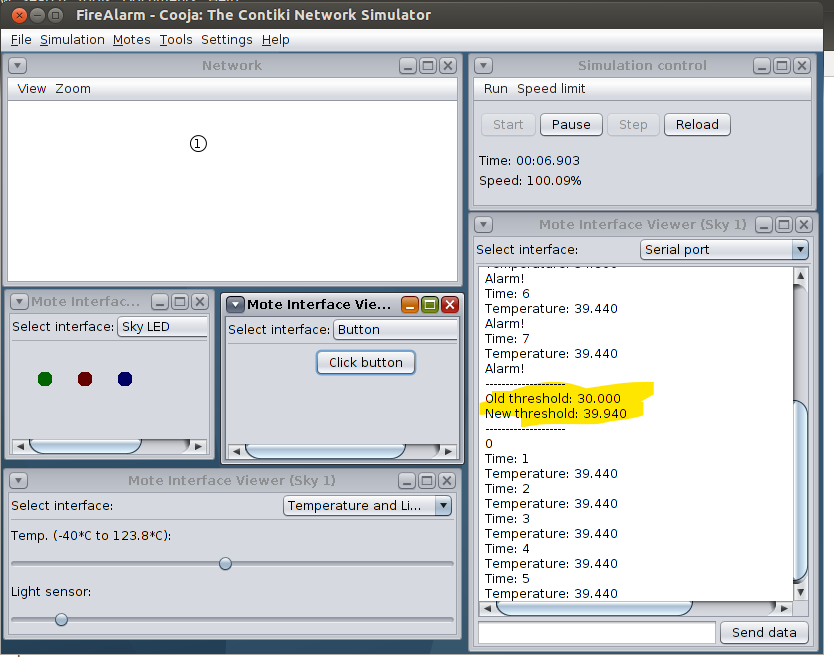 FireAlarm - Cooja: The Contiki Network Simulator
File Simulation Motes Tools Settings Help
Network
View Zoom
1
Simulation control
Run Speed limit
Start Pause Step Reload
Time: 00:06.903
Speed: 100.09%
Mote Interfac...
Select interface: Sky LED
Mote Interface Vie...
Select interface: Button
Click button
Mote Interface Viewer (Sky 1)
Select interface: Temperature and Li...
Temp. (-40*C to 123.8*C):
Light sensor:
Mote Interface Viewer (Sky 1)
Select interface: Serial port
Alarm!
Time: 6
Temperature: 39.440
Alarm!
Time: 7
Temperature: 39.440
Alarm!
--------------------
Old threshold: 30.000
New threshold: 39.940
--------------------
0
Time: 1
Temperature: 39.440
Time: 2
Temperature: 39.440
Time: 3
Temperature: 39.440
Time: 4
Temperature: 39.440
Time: 5
Temperature: 39.440
Send data